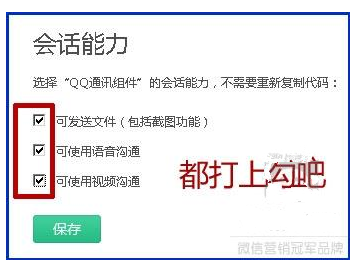 会话能力
选择“QQ通讯组件”的会话能力，不需要重新复制代码：
可发送文件（包括截图功能）
可使用语音沟通
可使用视频沟通
都打上勾吧
保存
微信营销冠军品牌